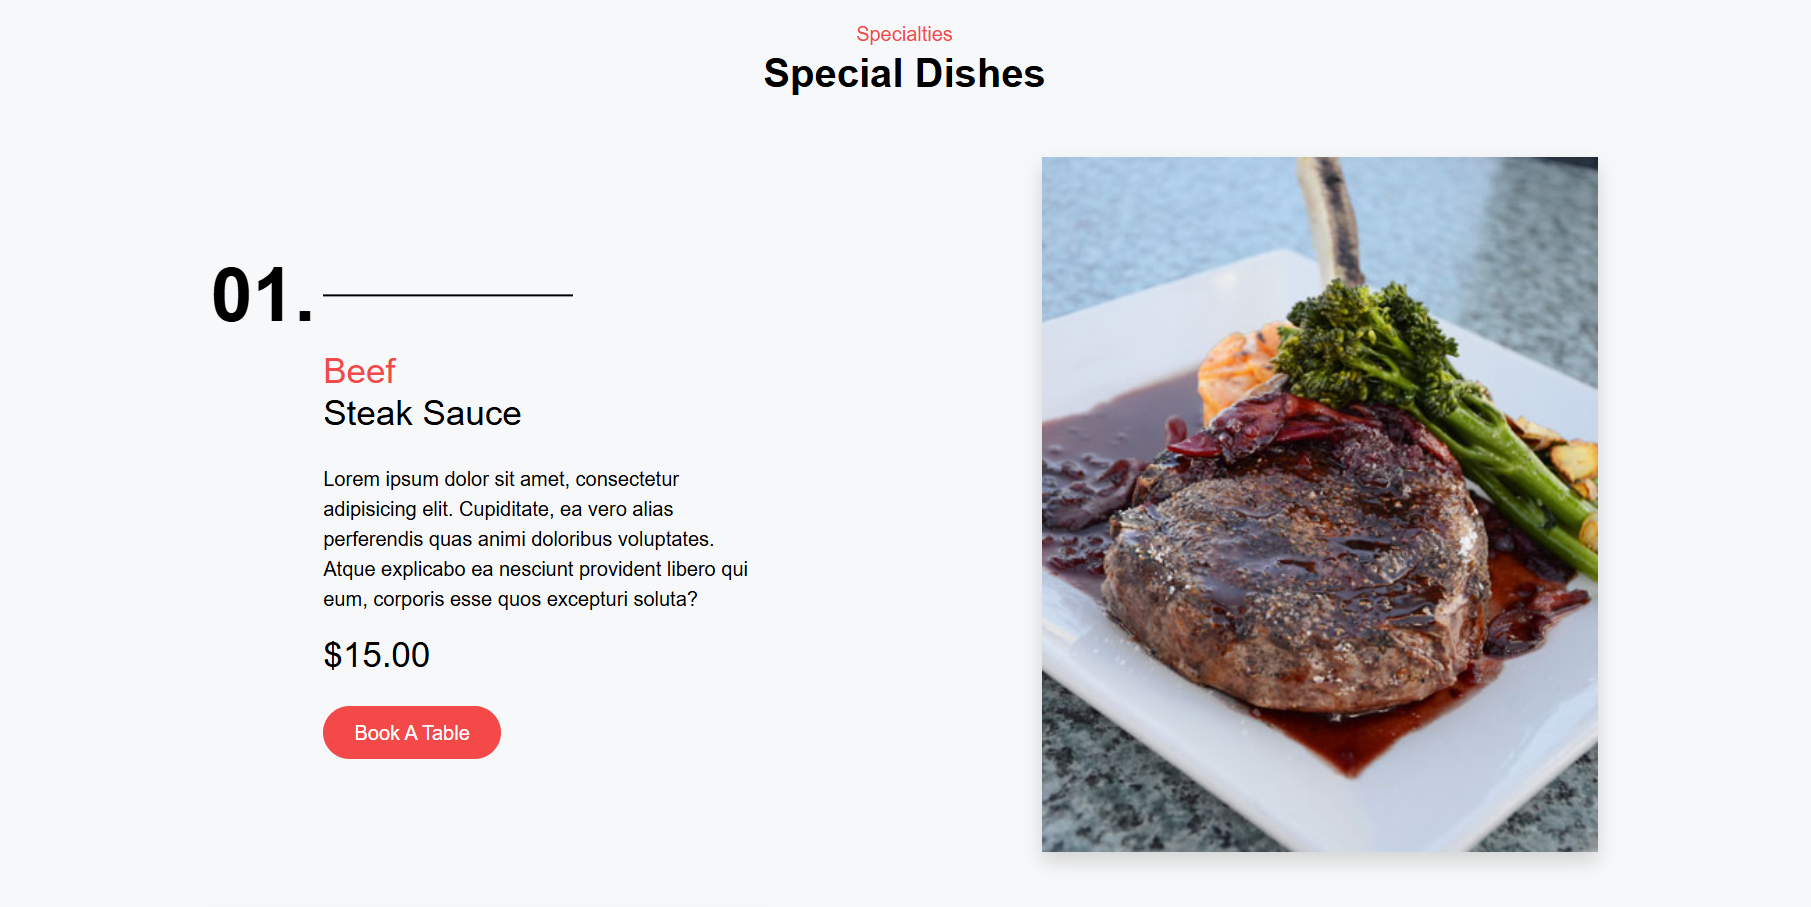 Specialties
Special Dishes
01.
Beef
Steak Sauce
Lorem ipsum dolor sit amet, consectetur
adipisicing elit. Cupiditate, ea vero alias
perferendis quas animi doloribus voluptates.
Atque explicabo ea nesciunt provident libero qui
eum, corporis esse quos excepturi soluta?
$15.00
Book A Table